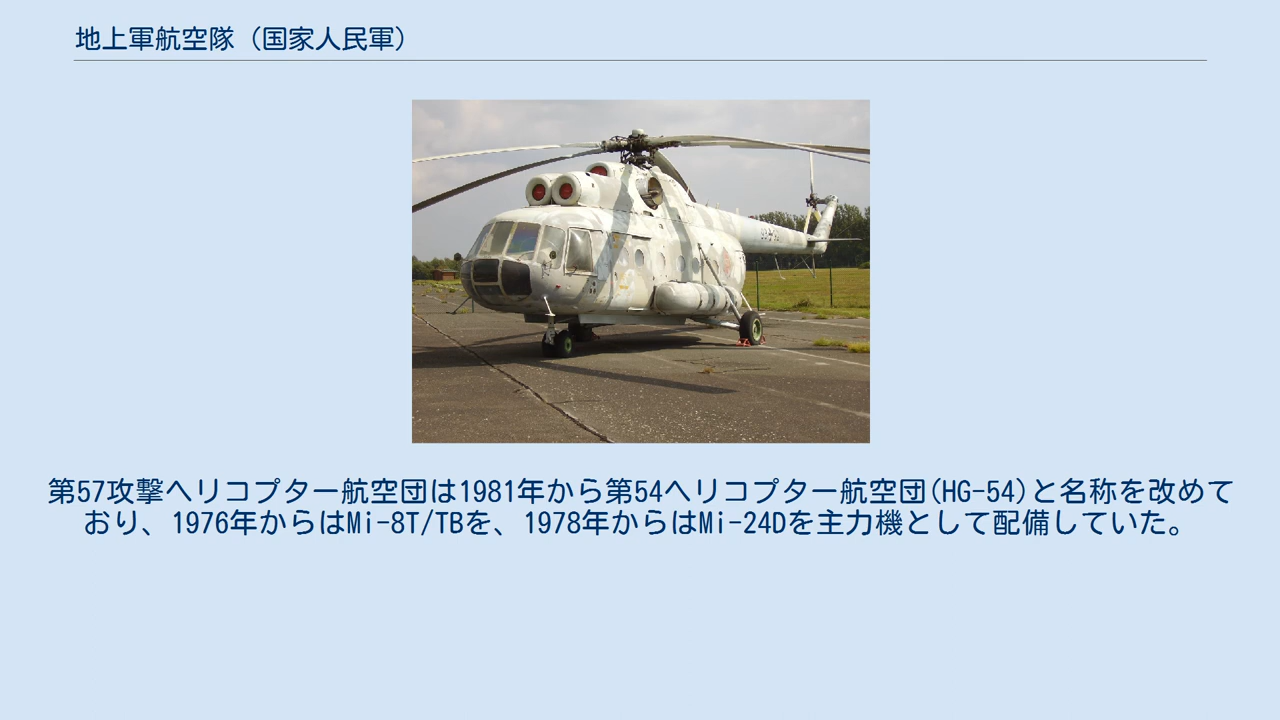 地上軍航空隊（国家人民軍）
第57攻撃ヘリコプター航空団は1981年から第54ヘリコプター航空団(HG-54)と名称を改めて
おり、1976年からはMi-8T/TBを、1978年からはMi-24Dを主力機として配備していた。